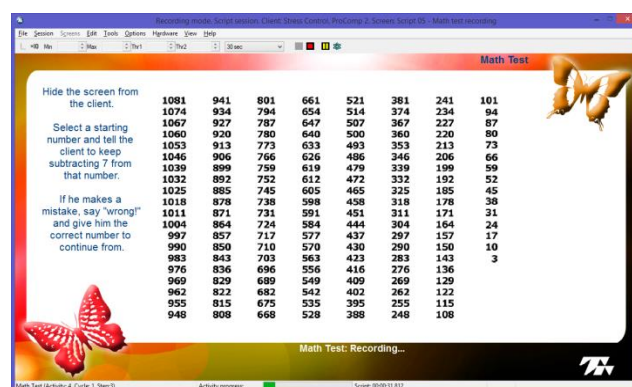 Recording mode. Script session. Client: Stress Control, ProComp 2. Screen: Script 05 - Math test recording
File Session Screens Edit Tools Options Hardware View Help
Min Max Thr1 Thr2 30 sec
Math Test
Hide the screen from
the client.
Select a starting
number and tell the
client to keep
subtracting 7 from
that number.
If he makes a
mistake, say "wrong!"
and give him the
correct number to
continue from.
1081 941 801 661 521 381 241 101
1074 934 794 654 514 374 234 94
1067 927 787 647 507 367 227 87
1060 920 780 640 500 360 220 80
1053 913 773 633 493 353 213 73
1046 906 766 626 486 346 206 66
1039 899 759 619 479 339 199 59
1032 892 752 612 472 332 192 52
1025 885 745 605 465 325 185 45
1018 878 738 598 458 318 178 38
1011 871 731 591 451 311 171 31
1004 864 724 584 444 304 164 24
997 857 717 577 437 297 157 17
990 850 710 570 430 290 150 10
983 843 703 563 423 283 143 3
976 836 696 556 416 276 136
969 829 689 549 409 269 129
962 822 682 542 402 262 122
955 815 675 535 395 255 115
948 808 668 528 388 248 108
Math Test: Recording...
Math Test (Activity: 4, Cycle: 1, Step:3) Activity progress: Script: 00:00:31.812